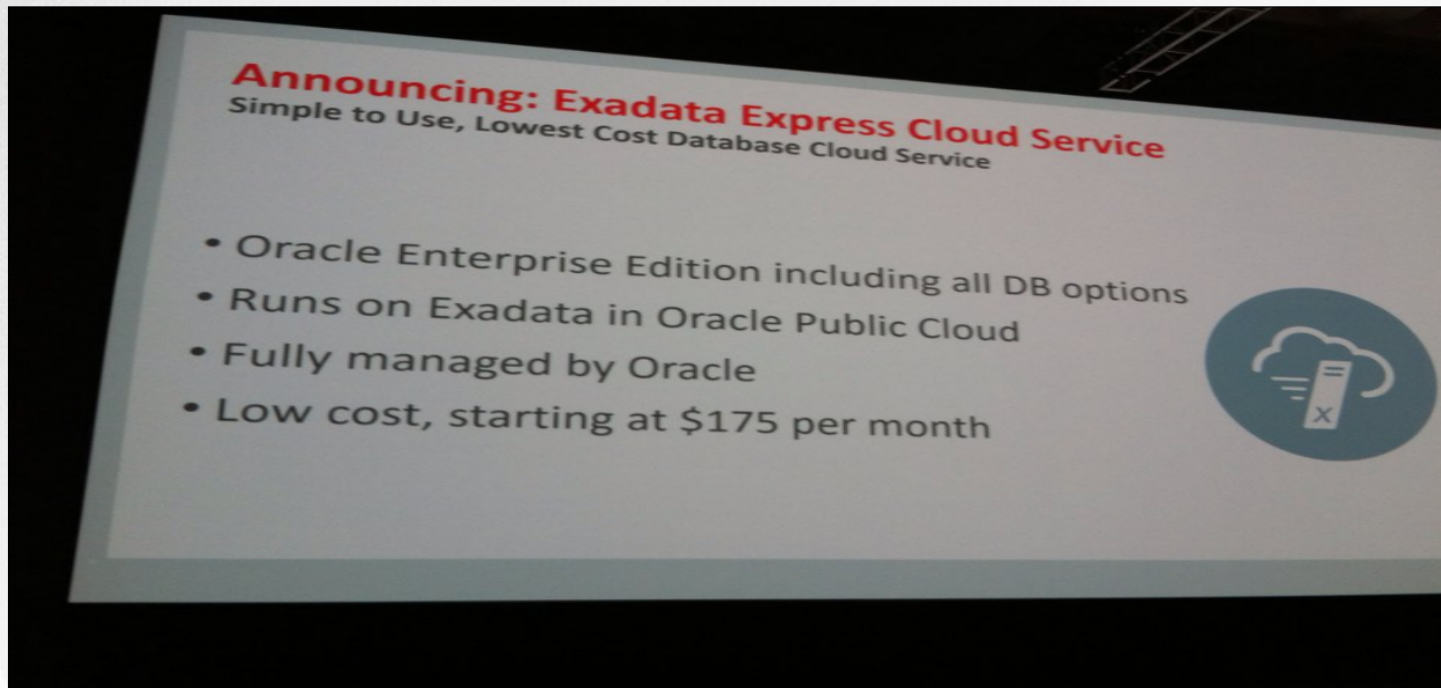 Announcing: Exadata Express Cloud Service
Simple to Use, Lowest Cost Database Cloud Service
• Oracle Enterprise Edition including all DB options
• Runs on Exadata in Oracle Public Cloud
• Fully managed by Oracle
• Low cost, starting at $175 per month
X